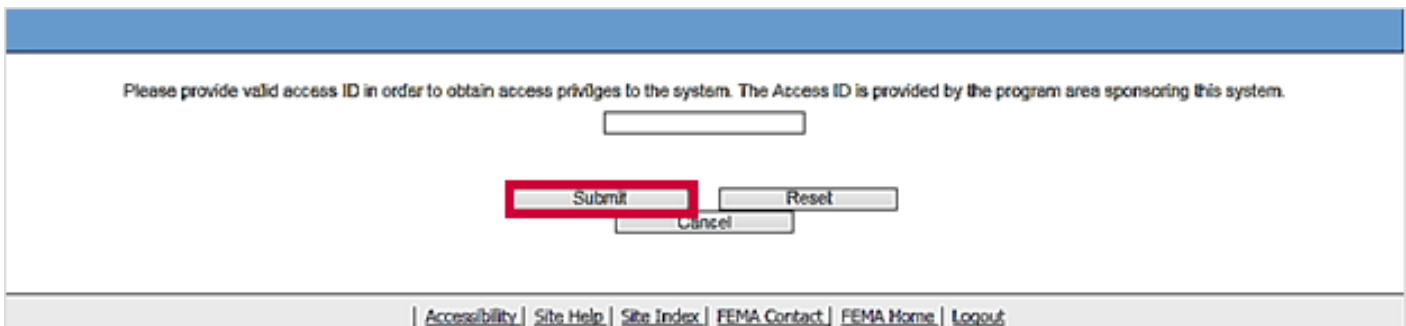 Please provide valid access ID in order to obtain access privilges to the system. The Access ID is provided by the program area sponsoring this system.
Submit Reset
Cancel
| Accessibility | Site Help | Site Index | FEMA Contact | FEMA Home | Logout